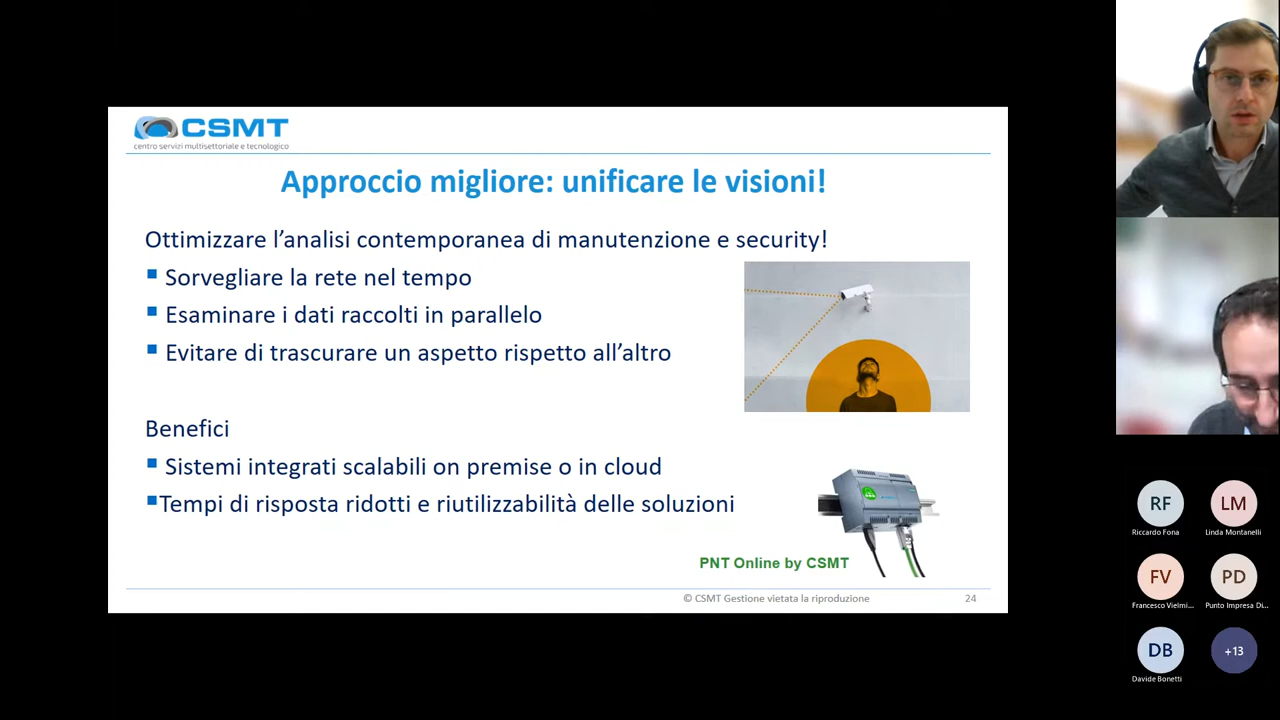 CSMT
centro servizi multisettoriale e tecnologico
Approccio migliore: unificare le visioni!
Ottimizzare l'analisi contemporanea di manutenzione e security!
Sorvegliare la rete nel tempo
Esaminare i dati raccolti in parallelo
Evitare di trascurare un aspetto rispetto all'altro
Benefici
Sistemi integrati scalabili on premise o in cloud
Tempi di risposta ridotti e riutilizzabilità delle soluzioni
PNT Online by CSMT
© CSMT Gestione vietata la riproduzione
24
RF
LM
Riccardo Fona
Linda Montanelli
FV
PD
Francesco Vielmi...
Punto Impresa Di...
DB
+13
Davide Bonetti